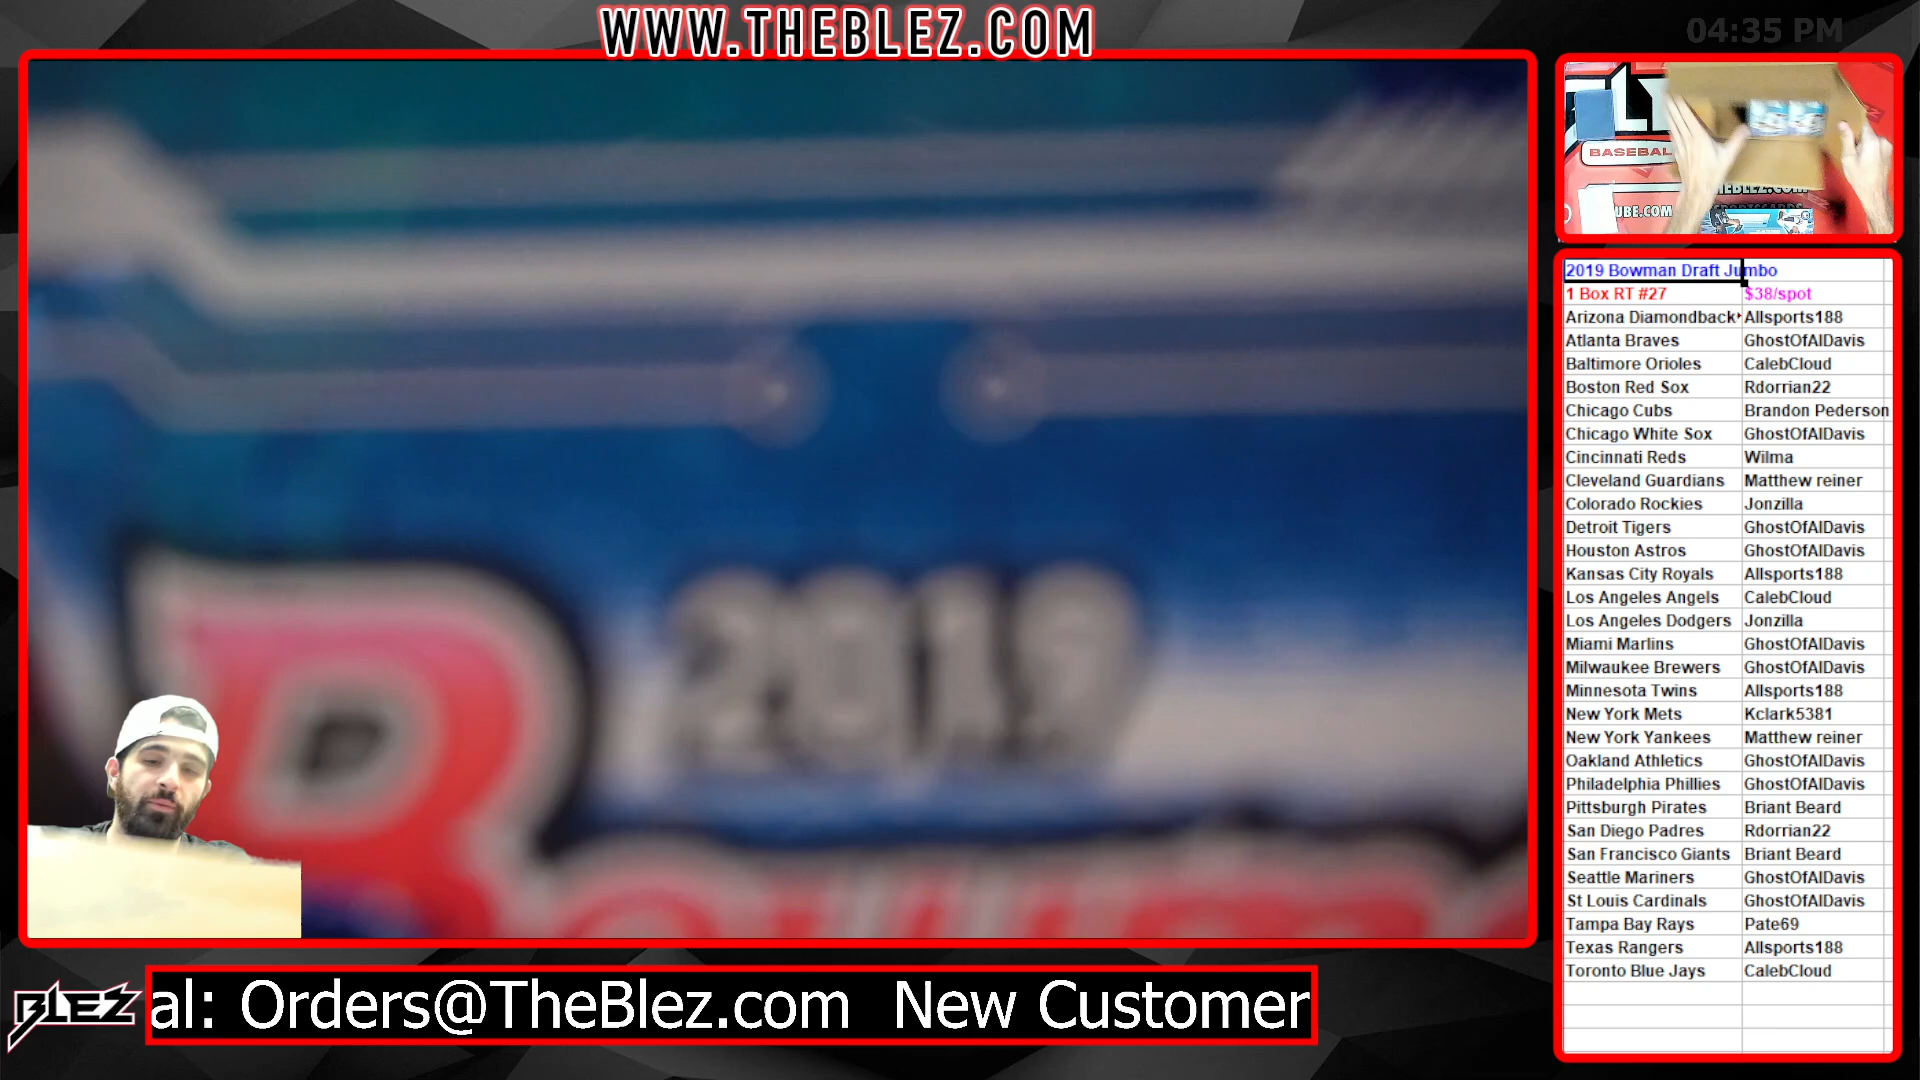 WWW.THEBLEZ.COM
04:35 PM
BASEBAL
UBE.COM
THEBLEZ.COM
2019
2019 Bowman Draft Jumbo
1 Box RT #27 $38/spot
Arizona Diamondback Allsports188
Atlanta Braves GhostOfAlDavis
Baltimore Orioles CalebCloud
Boston Red Sox Rdorrian22
Chicago Cubs Brandon Pederson
Chicago White Sox GhostOfAlDavis
Cincinnati Reds Wilma
Cleveland Guardians Matthew reiner
Colorado Rockies Jonzilla
Detroit Tigers GhostOfAlDavis
Houston Astros GhostOfAlDavis
Kansas City Royals Allsports188
Los Angeles Angels CalebCloud
Los Angeles Dodgers Jonzilla
Miami Marlins GhostOfAlDavis
Milwaukee Brewers GhostOfAlDavis
Minnesota Twins Allsports188
New York Mets Kclark5381
New York Yankees Matthew reiner
Oakland Athletics GhostOfAlDavis
Philadelphia Phillies GhostOfAlDavis
Pittsburgh Pirates Briant Beard
San Diego Padres Rdorrian22
San Francisco Giants Briant Beard
Seattle Mariners GhostOfAlDavis
St Louis Cardinals GhostOfAlDavis
Tampa Bay Rays Pate69
Texas Rangers Allsports188
Toronto Blue Jays CalebCloud
BLEZ
al: Orders@TheBlez.com New Customer